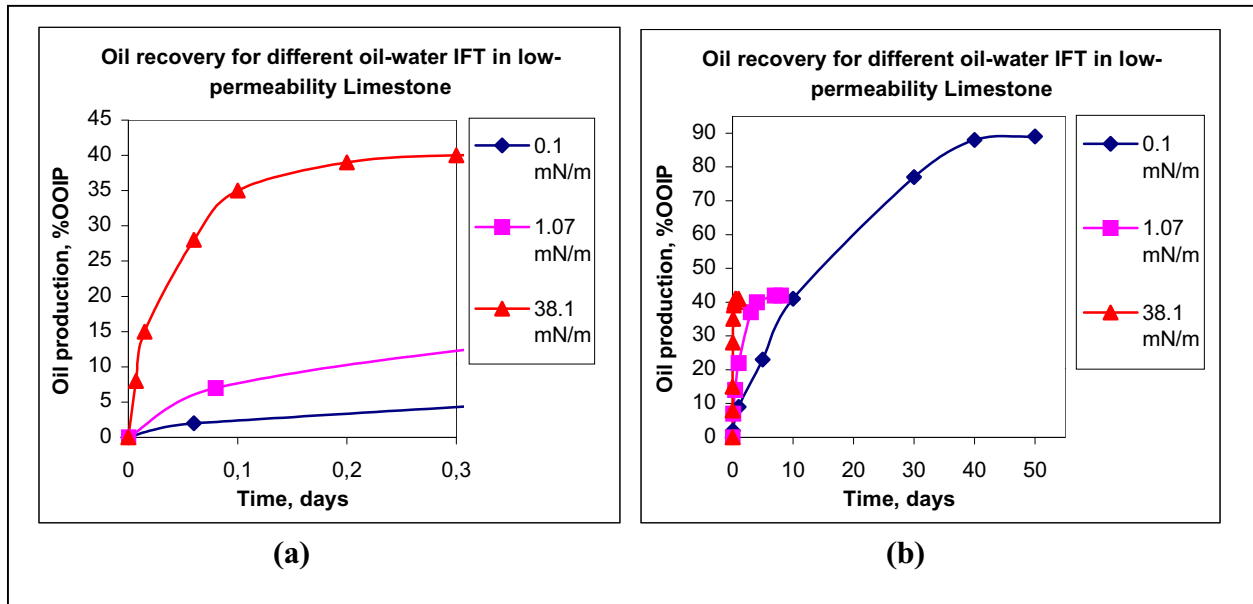 Oil recovery for different oil-water IFT in low-
permeability Limestone
Oil production, %OOIP
45
40
35
30
25
20
15
10
5
0
0 0,1 0,2 0,3
Time, days
0.1
mN/m
1.07
mN/m
38.1
mN/m
(a)
Oil recovery for different oil-water IFT in low-
permeability Limestone
Oil production, %OOIP
90
80
70
60
50
40
30
20
10
0
0 10 20 30 40 50
Time, days
0.1
mN/m
1.07
mN/m
38.1
mN/m
(b)